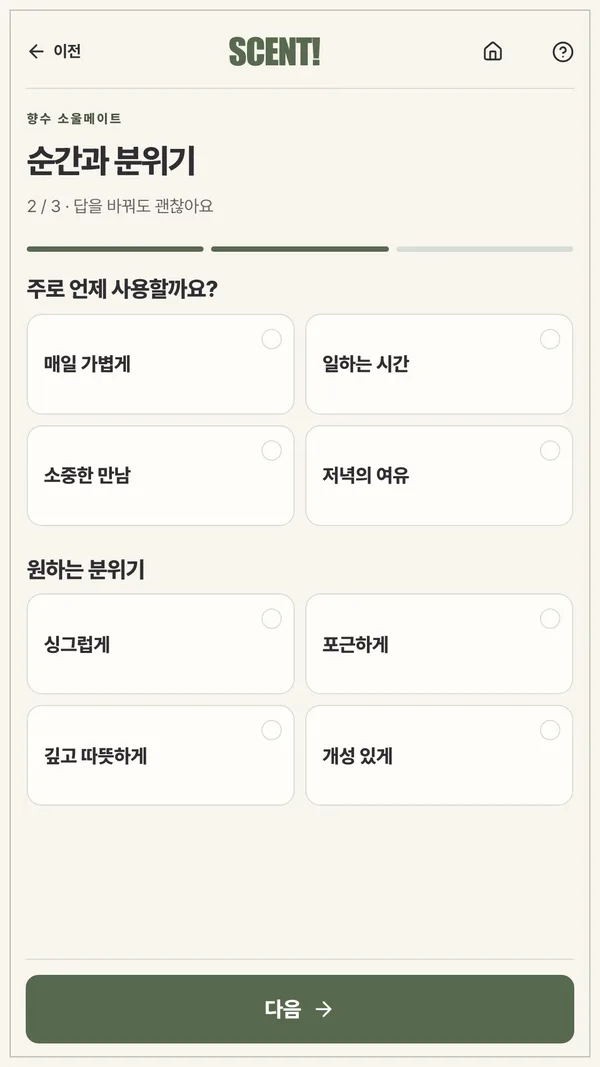 ← 이전
SCENT!
향수 소울메이트
순간과 분위기
2 / 3 · 답을 바꿔도 괜찮아요
주로 언제 사용할까요?
매일 가볍게
일하는 시간
소중한 만남
저녁의 여유
원하는 분위기
싱그럽게
포근하게
깊고 따뜻하게
개성 있게
다음 →